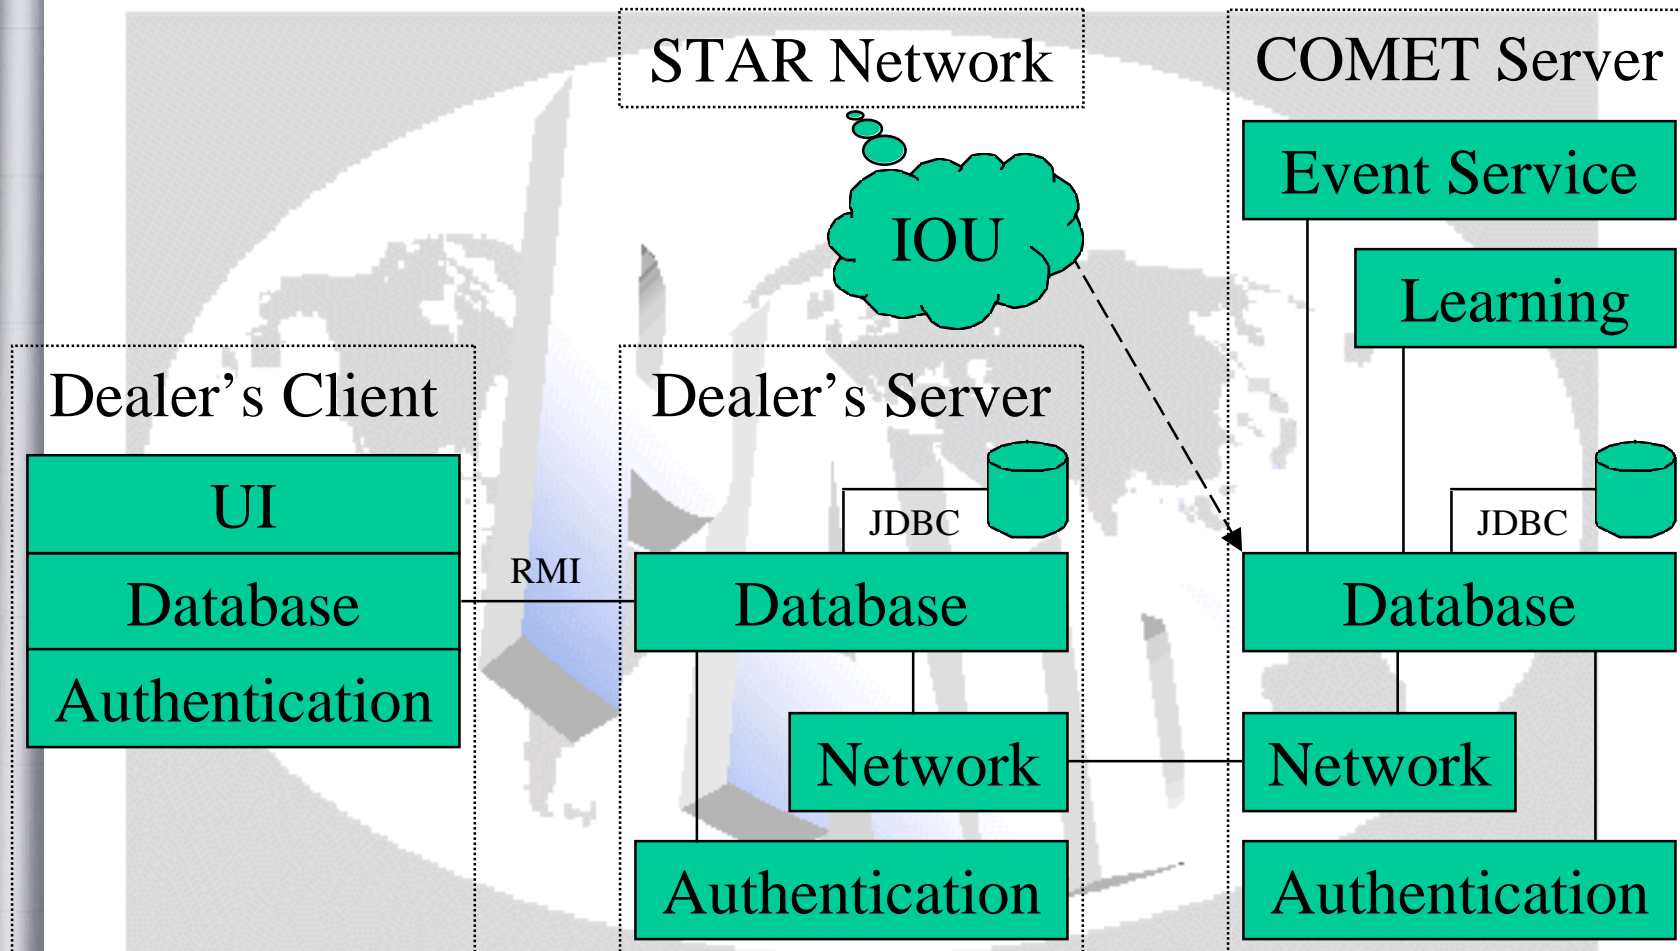 STAR Network
COMET Server
Event Service
IOU
Learning
Dealer’s Client
Dealer’s Server
UI
JDBC
JDBC
RMI
Database
Database
Database
Authentication
Network
Network
Authentication
Authentication